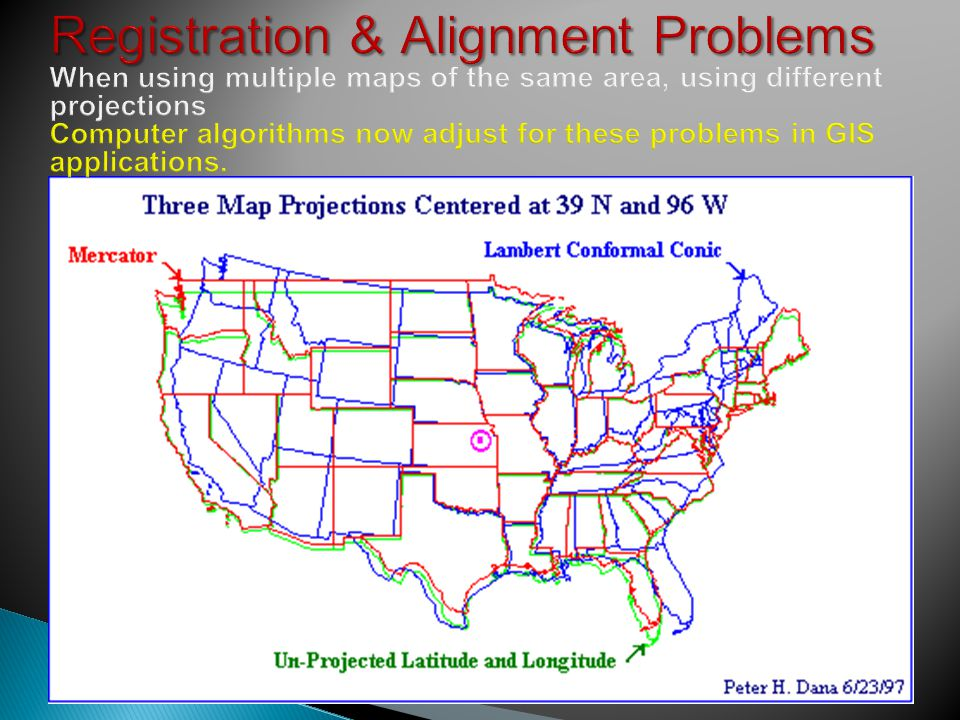 Registration & Alignment Problems
When using multiple maps of the same area, using different
projections
Computer algorithms now adjust for these problems in GIS
applications.
Three Map Projections Centered at 39 N and 96 W
Mercator
Lambert Conformal Conic
Un-Projected Latitude and Longitude
Peter H. Dana 6/23/97